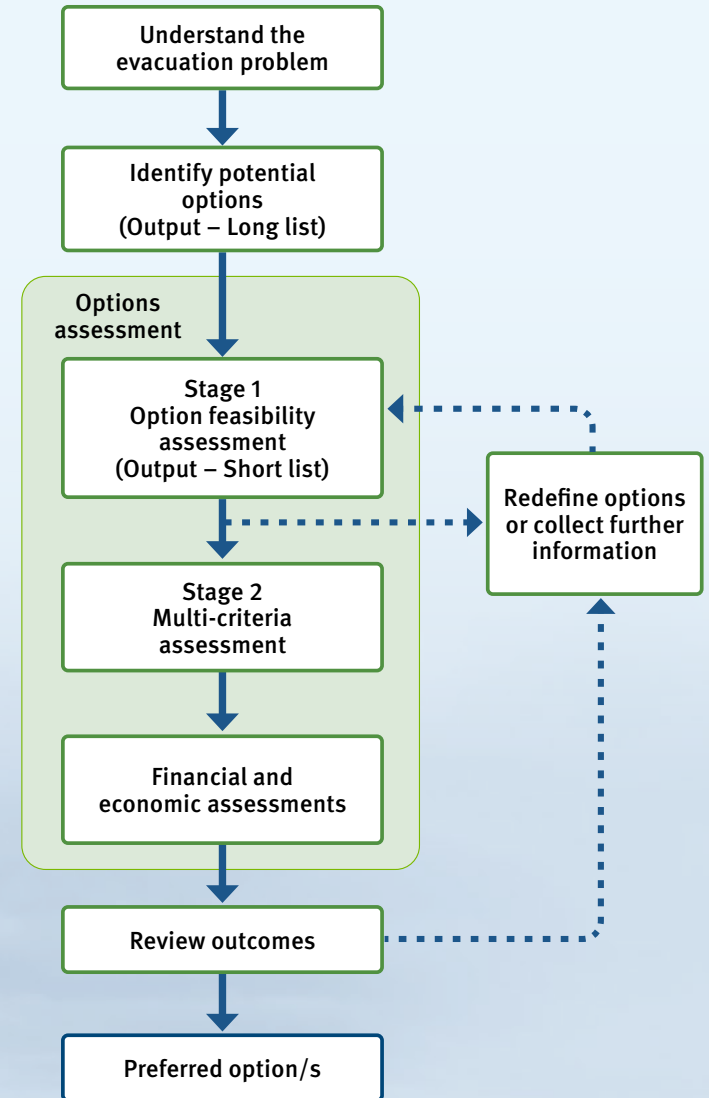 Understand the
evacuation problem
Identify potential
options
(Output – Long list)
Options
assessment
Stage 1
Option feasibility
assessment
(Output – Short list)
Redefine options
or collect further
information
Stage 2
Multi-criteria
assessment
Financial and
economic assessments
Review outcomes
Preferred option/s